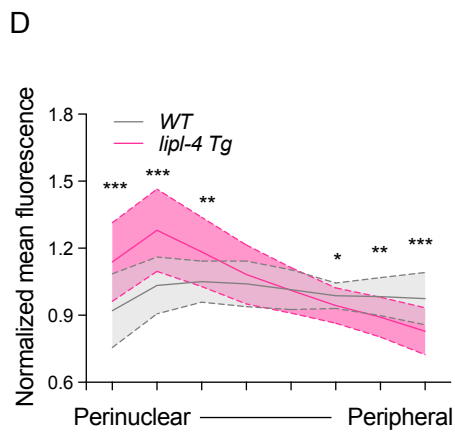 D
Normalized mean fluorescence
1.8
1.5
1.2
0.9
0.6
WT
lipl-4 Tg
***
***
**
*
**
***
Perinuclear
Peripheral